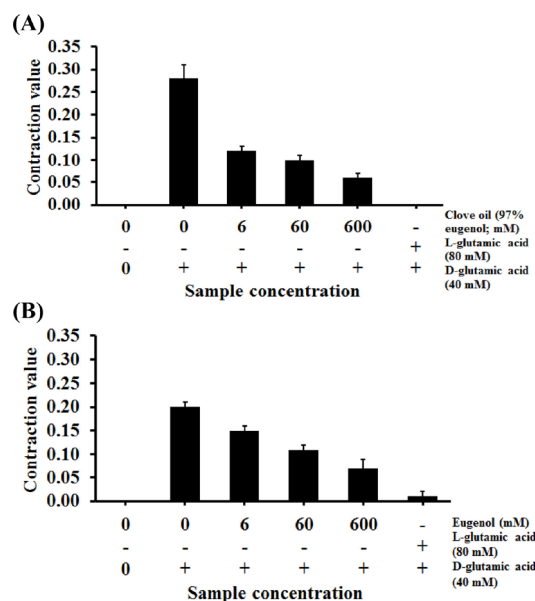 (A)
0.35
0.30
0.25
0.20
0.15
0.10
0.05
0.00
Contraction value
0 0 6 60 600 - Clove oil (97% eugenol; mM)
- - - - - + L-glutamic acid (80 mM)
0 + + + + + D-glutamic acid (40 mM)
Sample concentration
(B)
0.35
0.30
0.25
0.20
0.15
0.10
0.05
0.00
Contraction value
0 0 6 60 600 - Eugenol (mM)
- - - - - + L-glutamic acid (80 mM)
0 + + + + + D-glutamic acid (40 mM)
Sample concentration